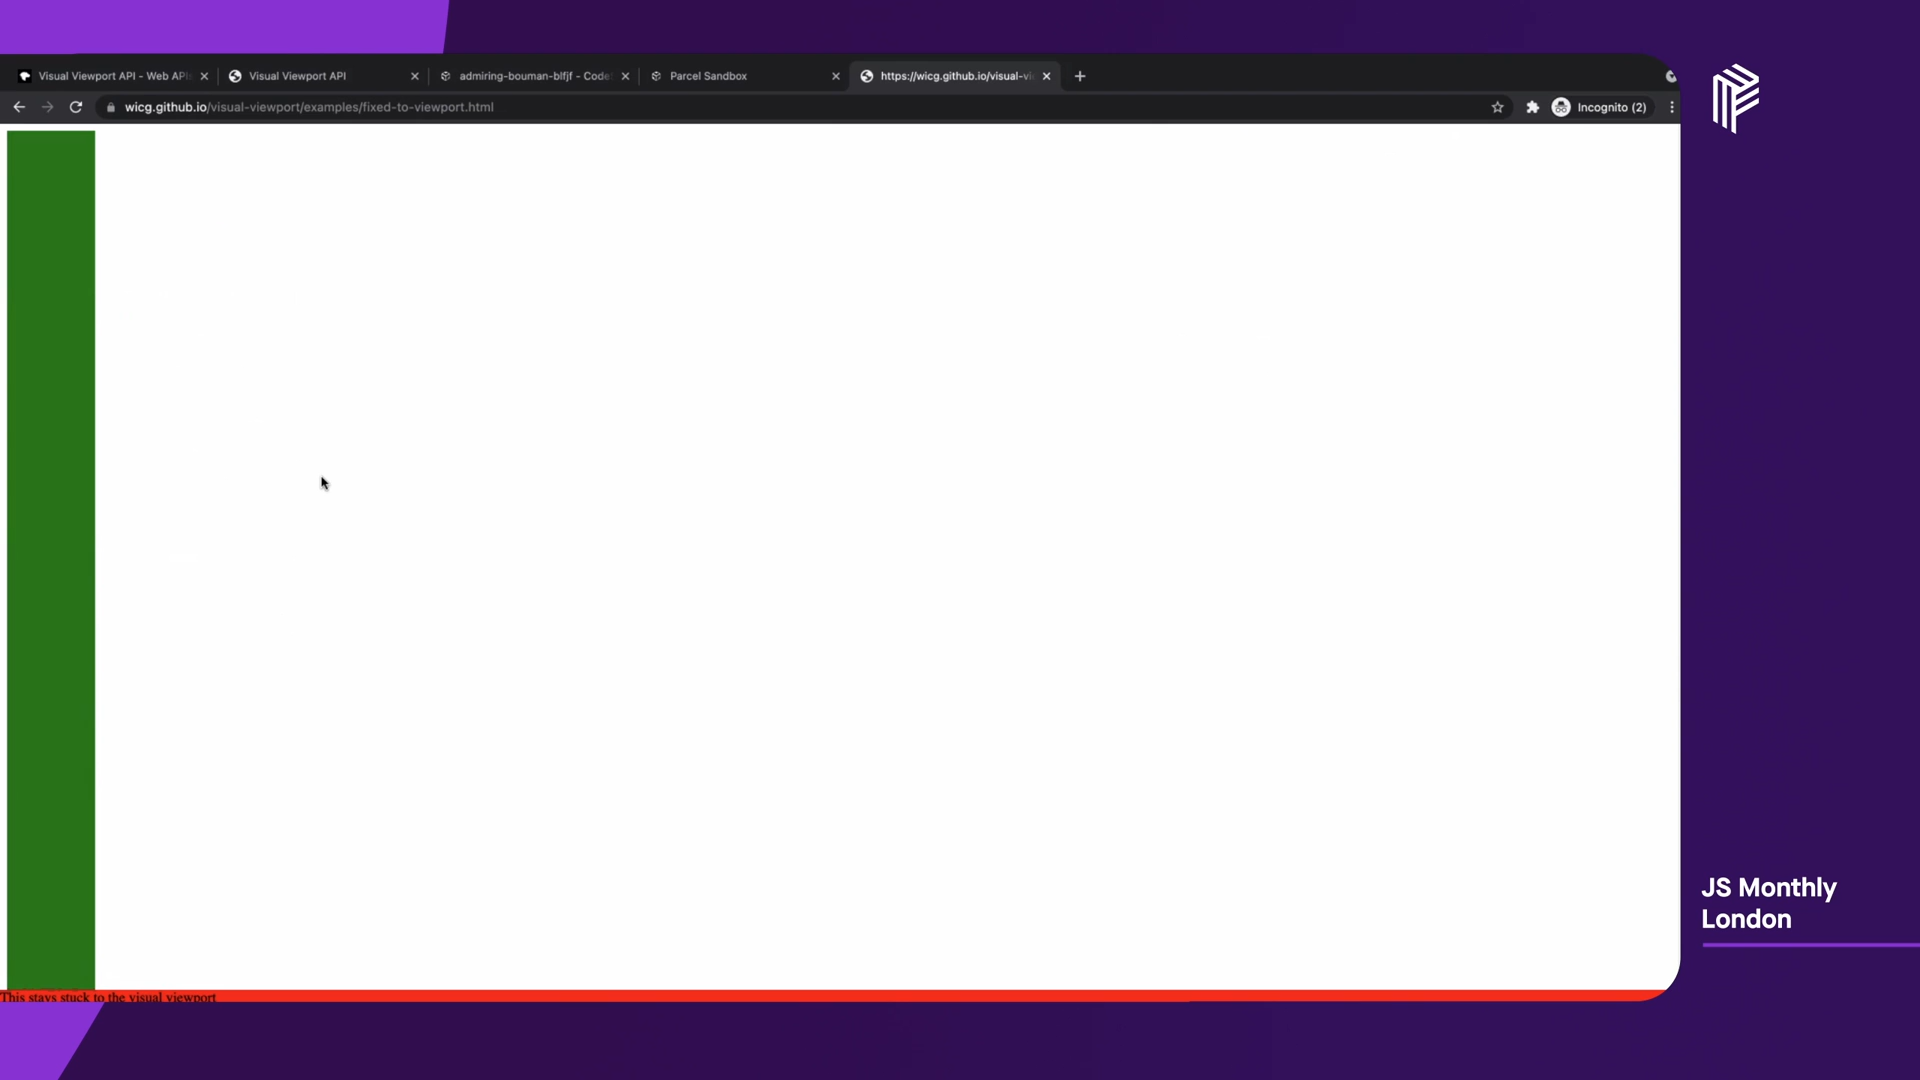 Visual Viewport API - Web API
Visual Viewport API
admiring-bouman-blfjf - Code
Parcel Sandbox
https://wicg.github.io/visual-vi
wicg.github.io/visual-viewport/examples/fixed-to-viewport.html
Incognito (2)
JS Monthly
London
This stays stuck to the visual viewport